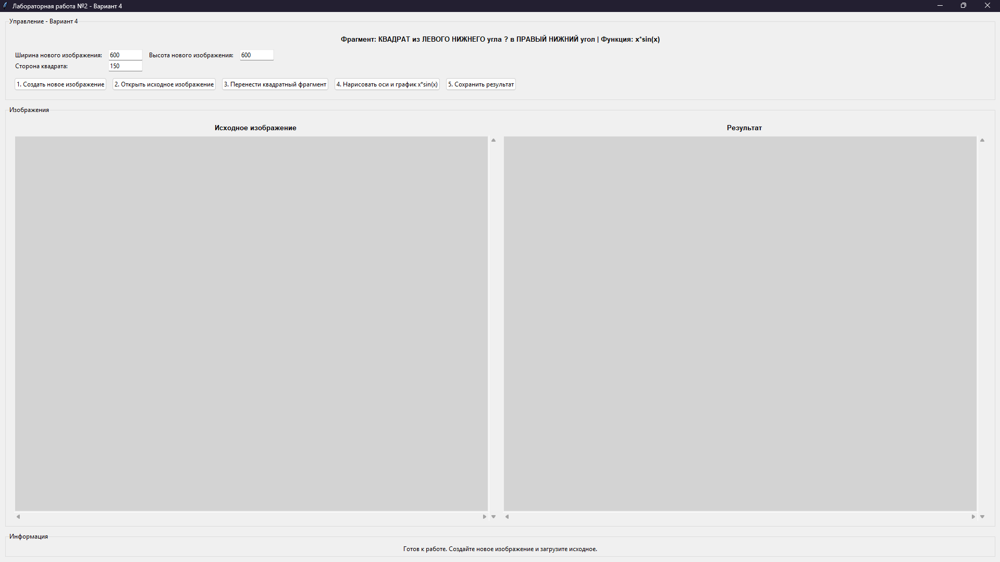 Лабораторная работа №2 - Вариант 4
Управление - Вариант 4
Фрагмент: КВАДРАТ из ЛЕВОГО НИЖНЕГО угла ? в ПРАВЫЙ НИЖНИЙ угол | Функция: x*sin(x)
Ширина нового изображения: 600 Высота нового изображения: 600
Сторона квадрата: 150
1. Создать новое изображение 2. Открыть исходное изображение 3. Перенести квадратный фрагмент 4. Нарисовать оси и график x*sin(x) 5. Сохранить результат
Изображения
Исходное изображение Результат
Информация
Готов к работе. Создайте новое изображение и загрузите исходное.